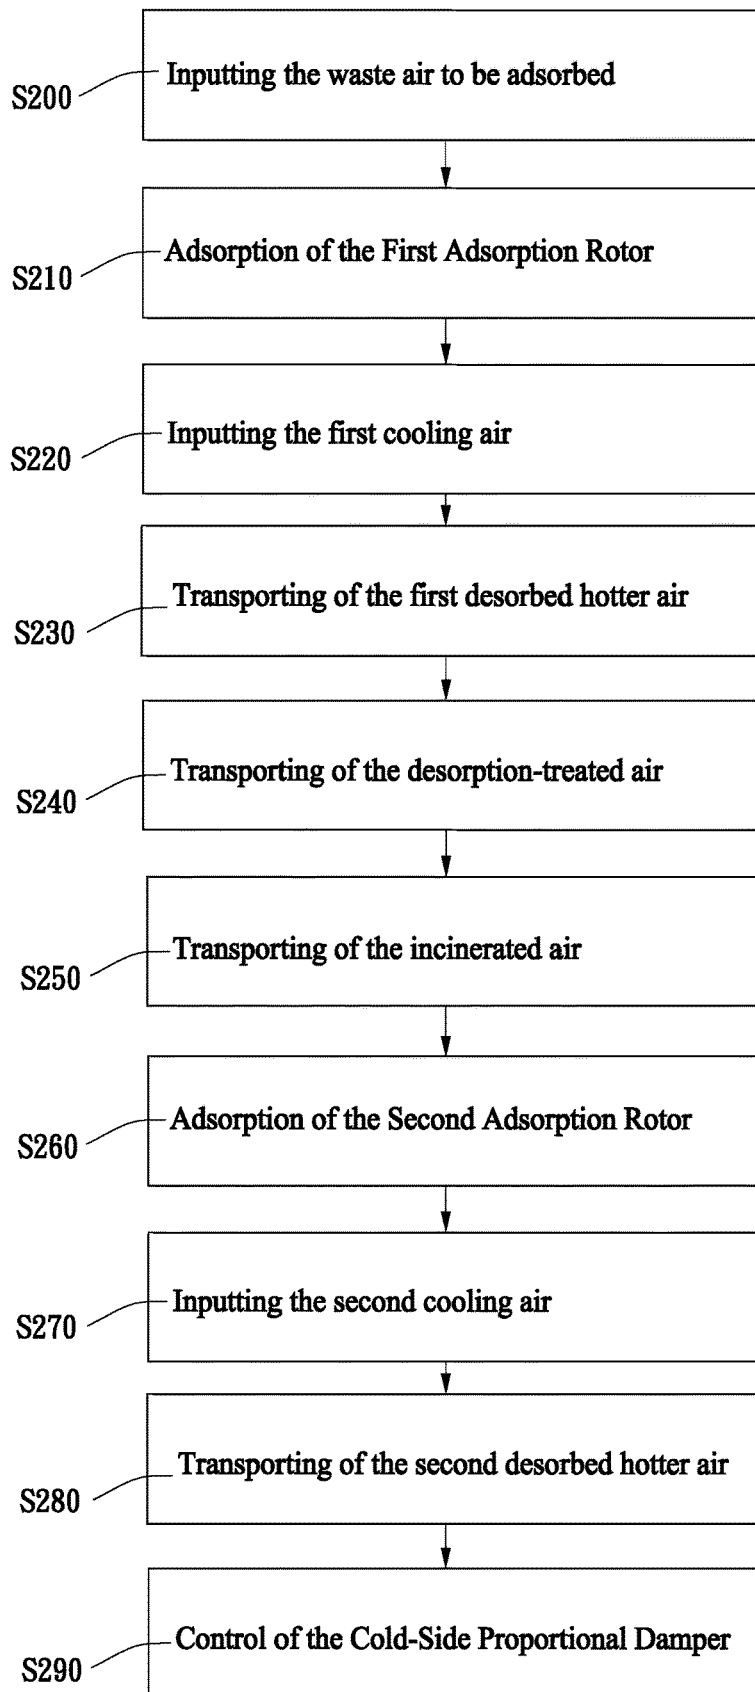 Inputting the waste air to be adsorbed
S200
Adsorption of the First Adsorption Rotor
S210
Inputting the first cooling air
S220
Transporting of the first desorbed hotter air
S230
Transporting of the desorption-treated air
S240
Transporting of the incinerated air
S250
Adsorption of the Second Adsorption Rotor
S260
Inputting the second cooling air
S270
Transporting of the second desorbed hotter air
S280
Control of the Cold-Side Proportional Damper
S290